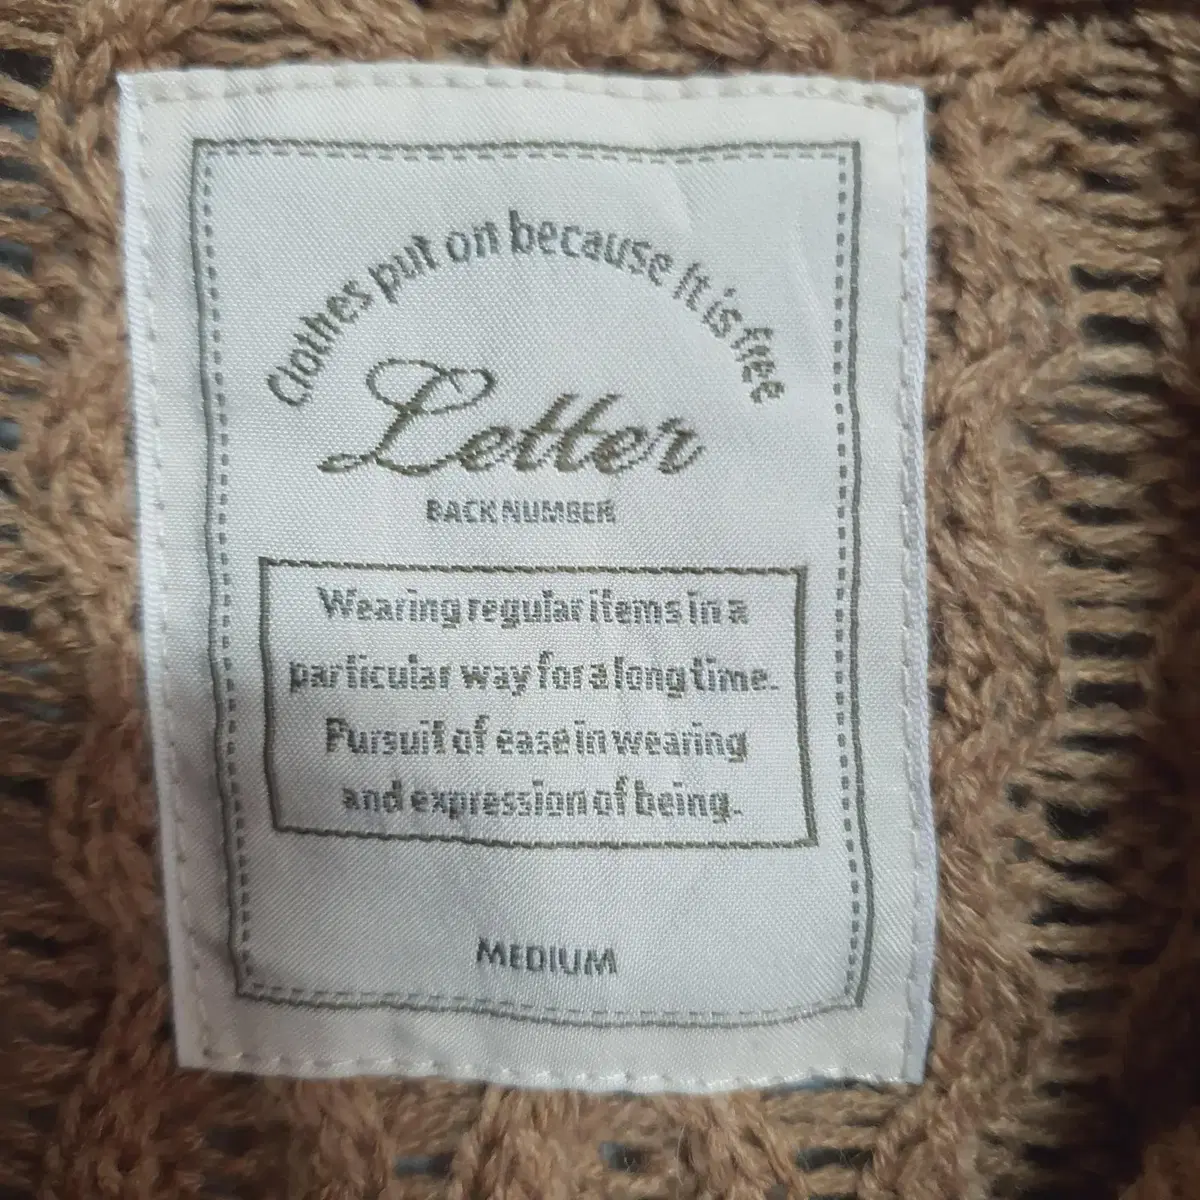 Clothes put on because it is free
Letter
BACK NUMBER
Wearing regular items in a
particular way for a long time.
Pursuit of ease in wearing
and expression of being.
MEDIUM